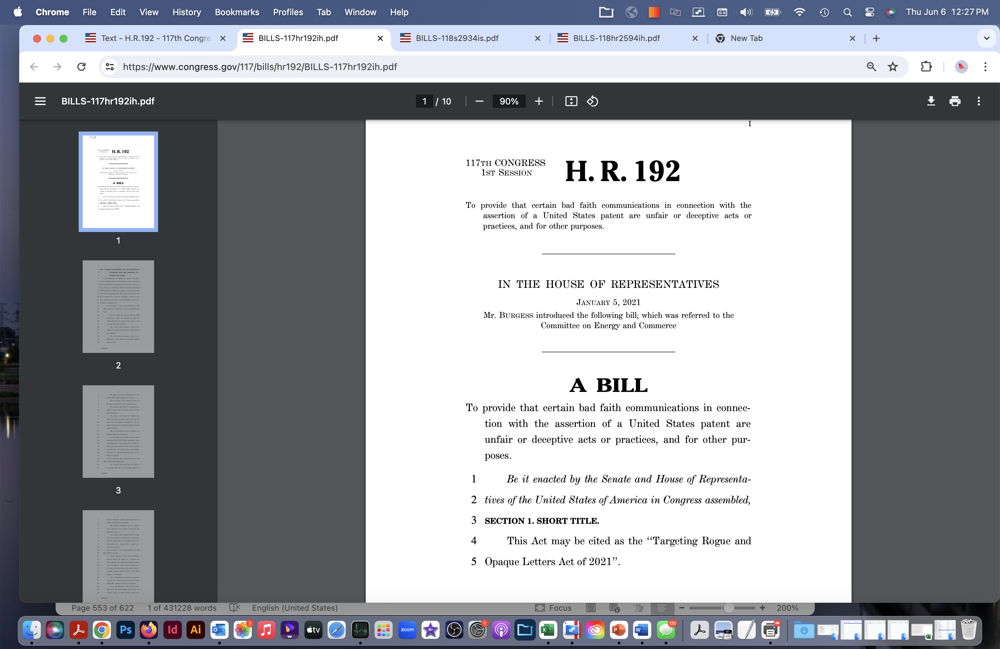 Chrome File Edit View History Bookmarks Profiles Tab Window Help Thu Jun 6 12:27 PM
Text - H.R.192 - 117th Congre BILLS-117hr192ih.pdf BILLS-118s2934is.pdf BILLS-118hr2594ih.pdf New Tab
https://www.congress.gov/117/bills/hr192/BILLS-117hr192ih.pdf
BILLS-117hr192ih.pdf 1 / 10 90%
1
2
3
I
117TH CONGRESS
1ST SESSION
H. R. 192
To provide that certain bad faith communications in connection with the
assertion of a United States patent are unfair or deceptive acts or
practices, and for other purposes.
IN THE HOUSE OF REPRESENTATIVES
JANUARY 5, 2021
Mr. BURGESS introduced the following bill; which was referred to the
Committee on Energy and Commerce
A BILL
To provide that certain bad faith communications in connec-
tion with the assertion of a United States patent are
unfair or deceptive acts or practices, and for other pur-
poses.
1 Be it enacted by the Senate and House of Representa-
2 tives of the United States of America in Congress assembled,
3 SECTION 1. SHORT TITLE.
4 This Act may be cited as the ‘‘Targeting Rogue and
5 Opaque Letters Act of 2021’’.
Page 553 of 622 1 of 431228 words English (United States) Focus 200%
Ps Id Ai O 1 tv zoom 1 X P W 120